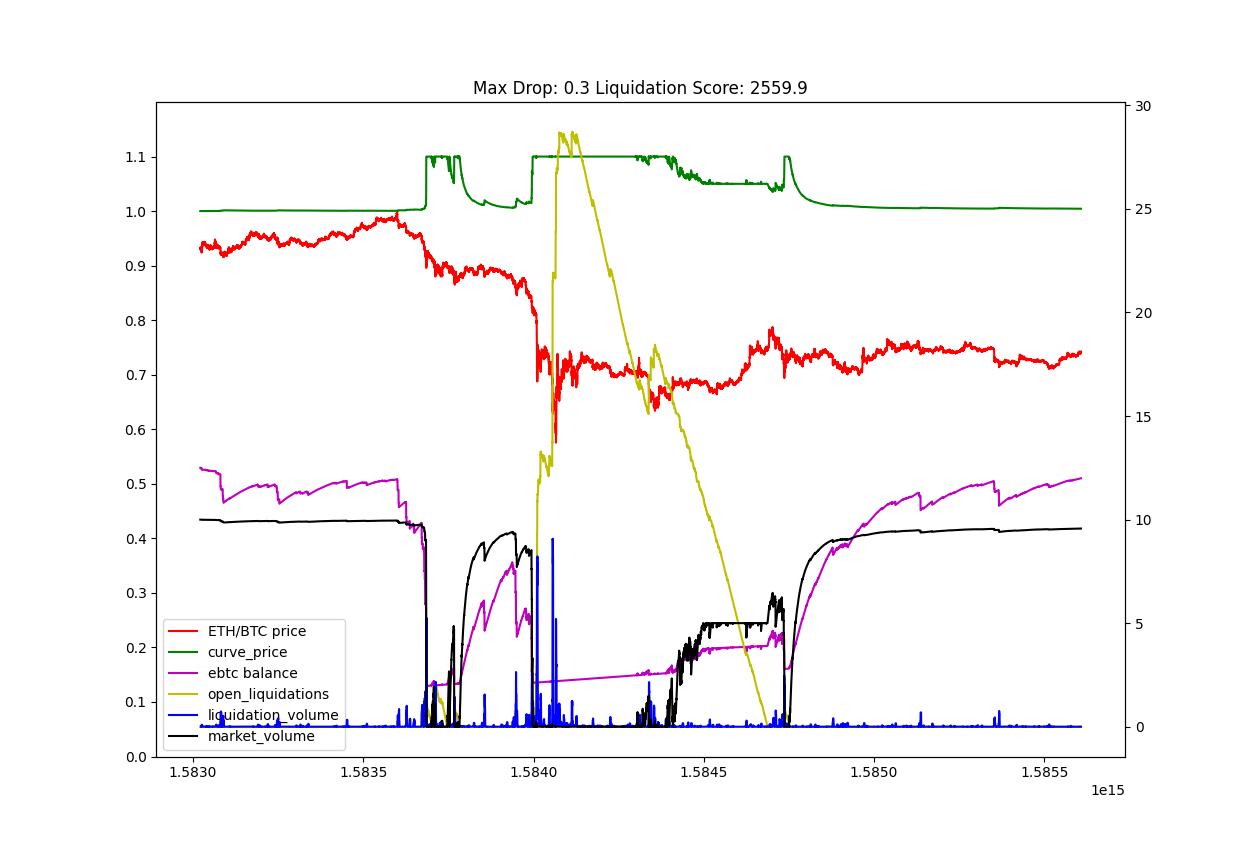 Max Drop: 0.3 Liquidation Score: 2559.9
30
1.1
1.0
25
0.9
0.8
20
0.7
0.6
15
0.5
10
0.4
0.3
ETH/BTC price
curve_price
5
0.2
ebtc balance
open_liquidations
0.1
liquidation_volume
0
market_volume
0.0
1.5830 1.5835 1.5840 1.5845 1.5850 1.5855
1e15